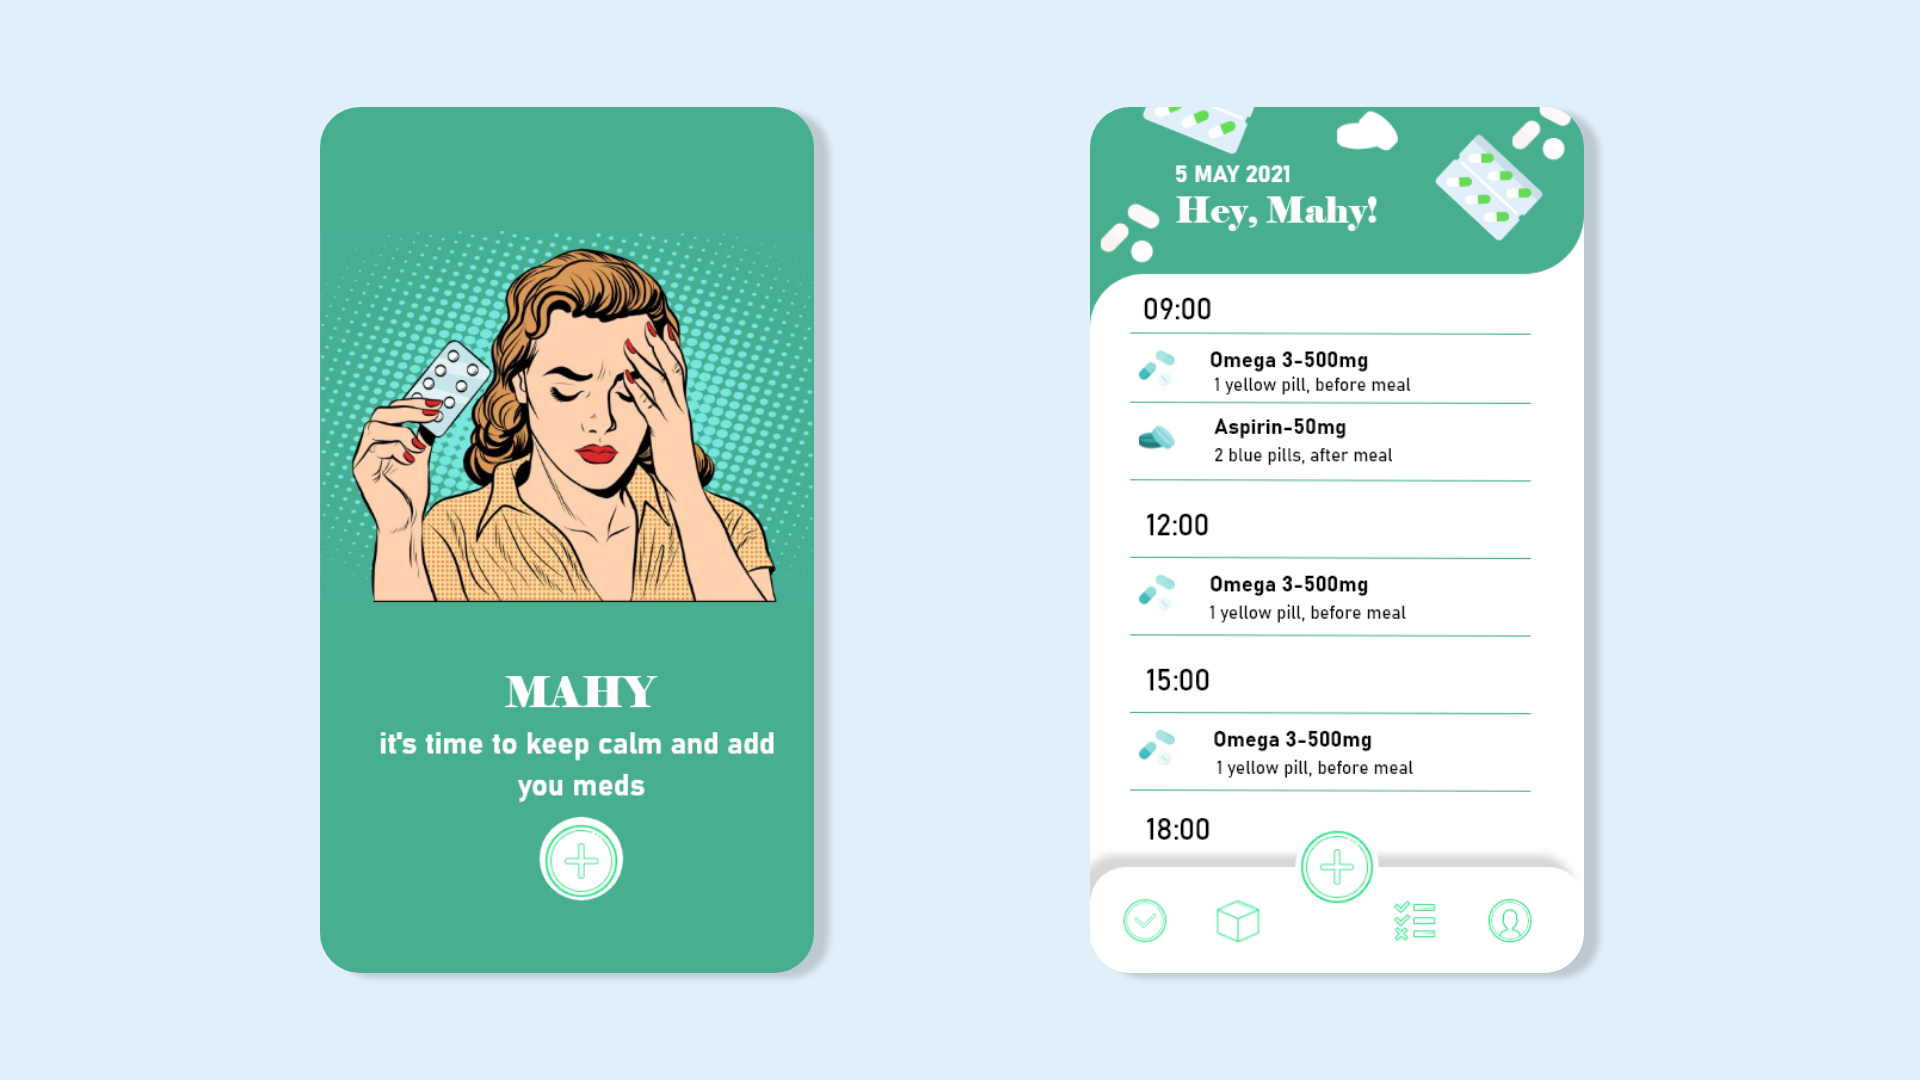 MAHY
it's time to keep calm and add
you meds
5 MAY 2021
Hey, Mahy!
09:00
Omega 3-500mg
1 yellow pill, before meal
Aspirin-50mg
2 blue pills, after meal
12:00
Omega 3-500mg
1 yellow pill, before meal
15:00
Omega 3-500mg
1 yellow pill, before meal
18:00